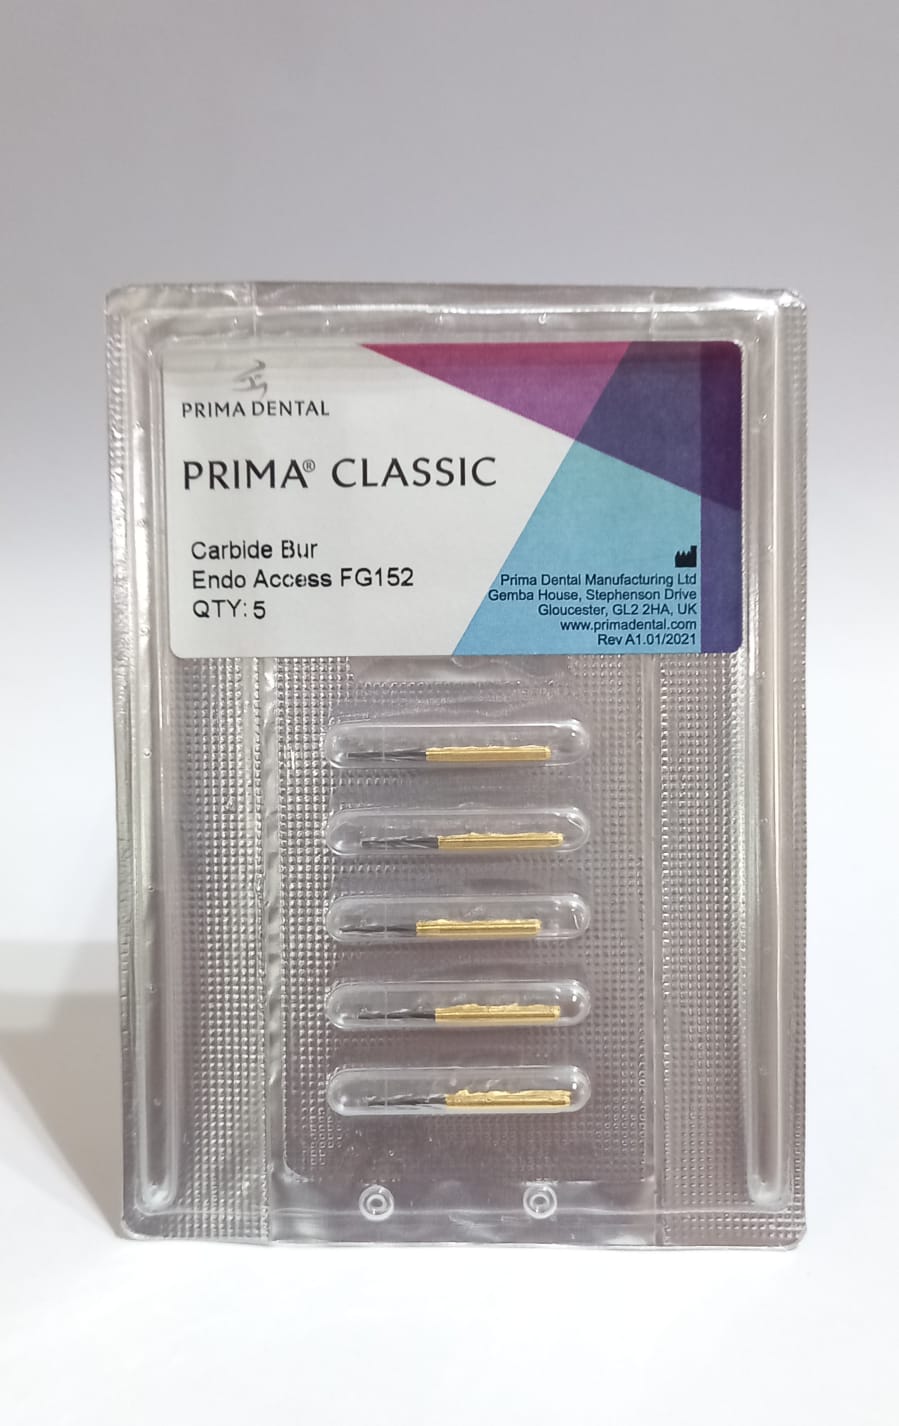 PRIMA DENTAL
PRIMA® CLASSIC
Carbide Bur
Endo Access FG152
QTY: 5
Prima Dental Manufacturing Ltd
Gemba House, Stephenson Drive
Gloucester, GL2 2HA, UK
www.primadental.com
Rev A1.01/2021